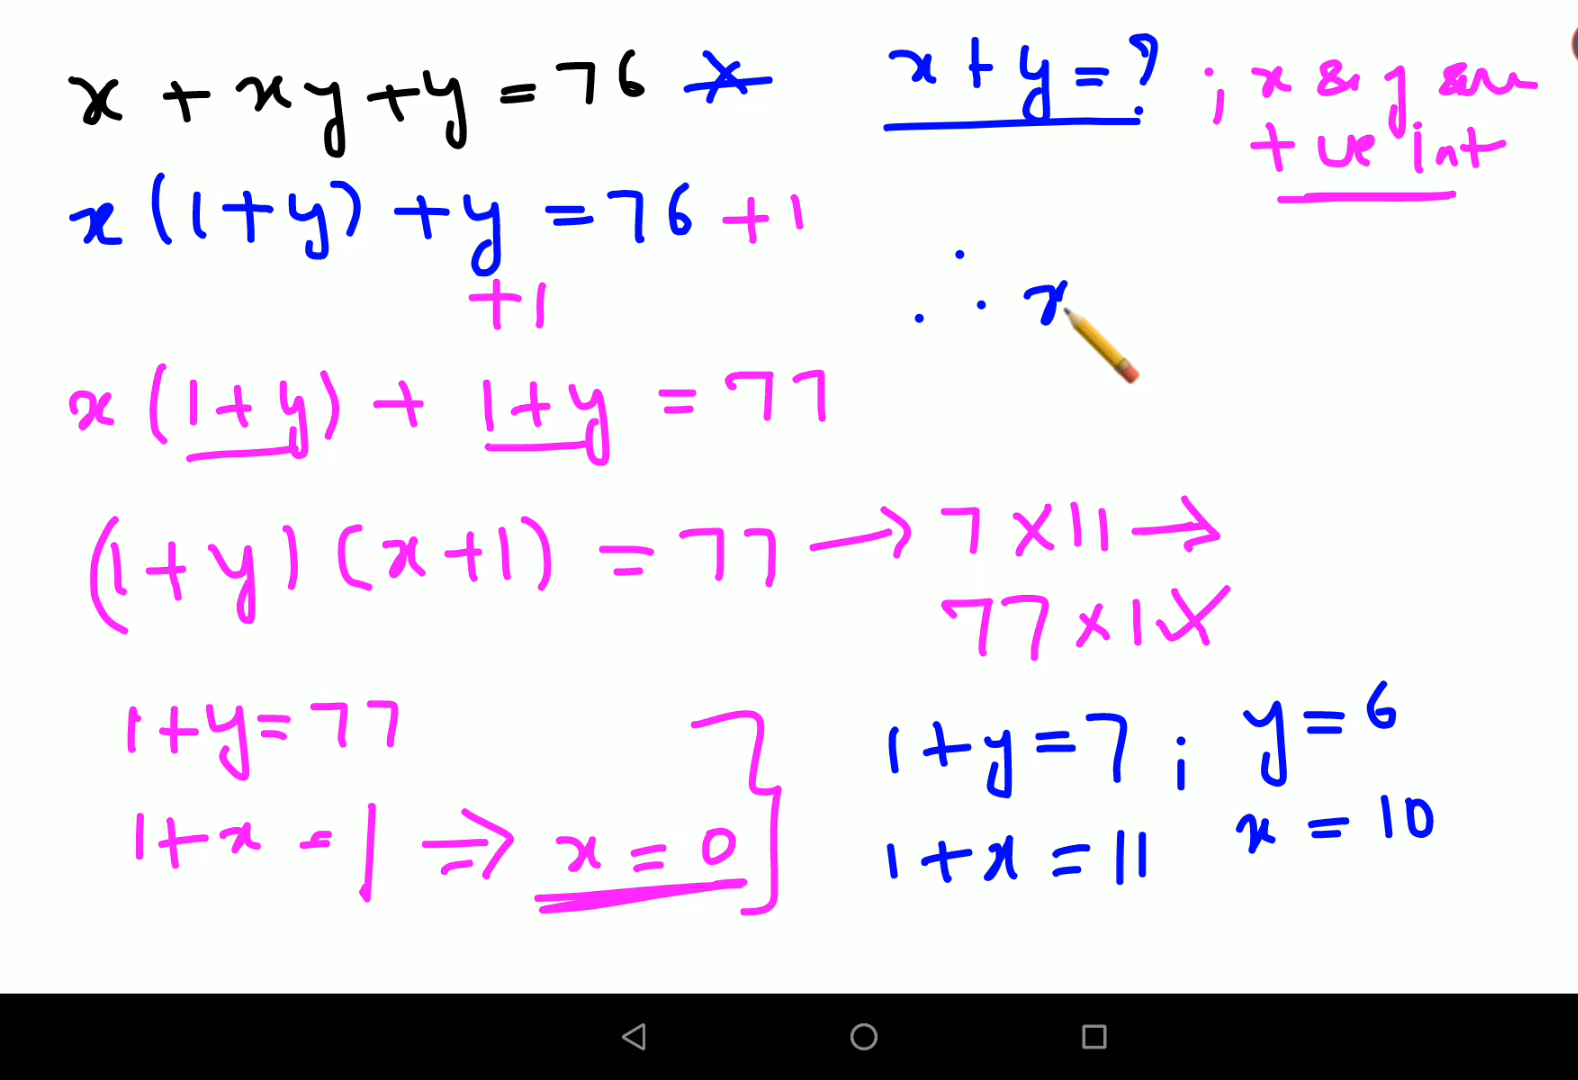 x + xy + y = 76
x + y = ? ; x & y are
+ve int
x (1+y) + y = 76 + 1
+1
∴ x
x (1+y) + 1+y = 77
(1+y) (x+1) = 77 → 7 × 11 →
77 × 1 ×
1+y = 77
1+x = 1 ⇒ x = 0
1+y = 7 ; y = 6
1+x = 11 x = 10